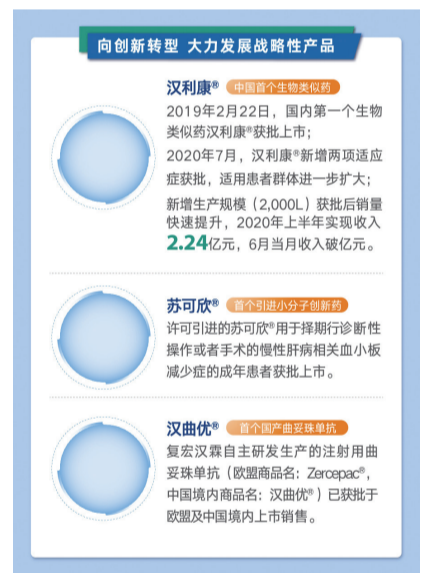 向创新转型 大力发展战略性产品
汉利康® 中国首个生物类似药
2019年2月22日，国内第一个生物
类似药汉利康®获批上市；
2020年7月，汉利康®新增两项适应
症获批，适用患者群体进一步扩大；
新增生产规模（2,000L）获批后销量
快速提升，2020年上半年实现收入
2.24亿元，6月当月收入破亿元。
苏可欣® 首个引进小分子创新药
许可引进的苏可欣®用于择期行诊断性
操作或者手术的慢性肝病相关血小板
减少症的成年患者获批上市。
汉曲优® 首个国产曲妥珠单抗
复宏汉霖自主研发生产的注射用曲
妥珠单抗（欧盟商品名：Zercepac®，
中国境内商品名：汉曲优®）已获批于
欧盟及中国境内上市销售。